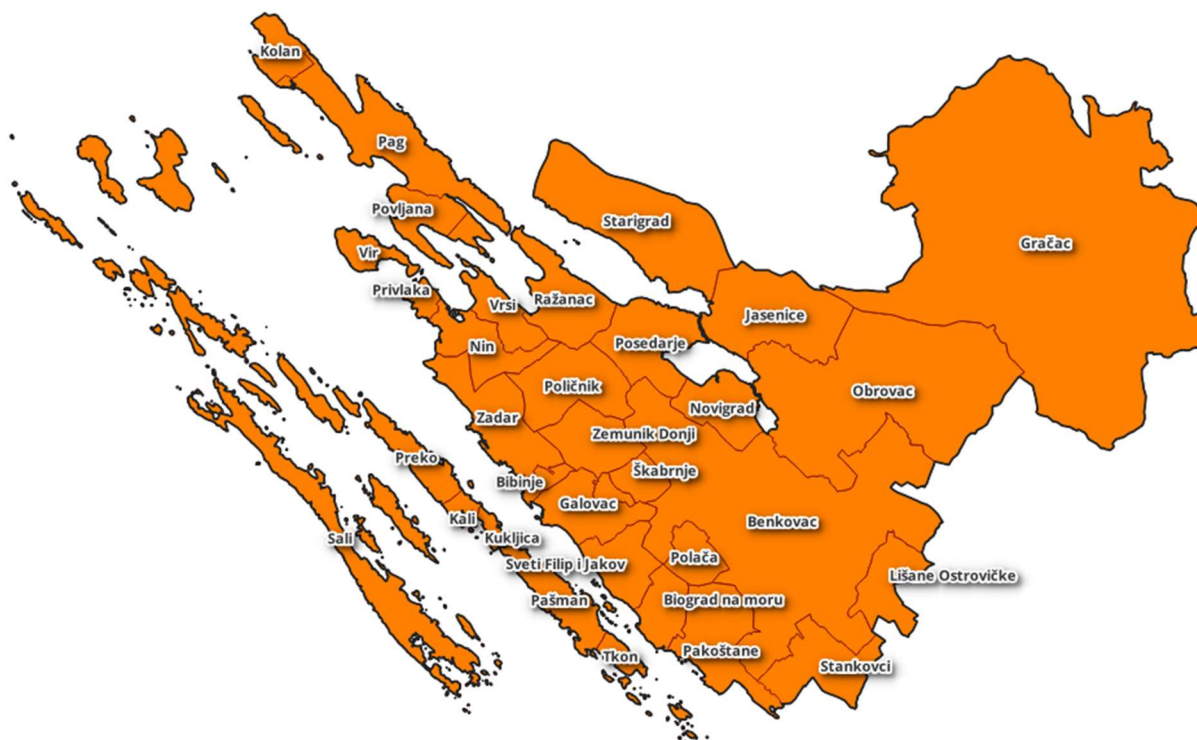 Kolan
Pag
Povljana
Starigrad
Gračac
Vir
Privlaka
Vrsi
Ražanac
Jasenice
Nin
Posedarje
Poličnik
Obrovac
Zadar
Novigrad
Zemunik Donji
Preko
Škabrnje
Bibinje
Galovac
Kali
Benkovac
Sali
Kukljica
Polača
Sveti Filip i Jakov
Lišane Ostrovičke
Pašman
Biograd na moru
Tkon
Pakoštane
Stankovci